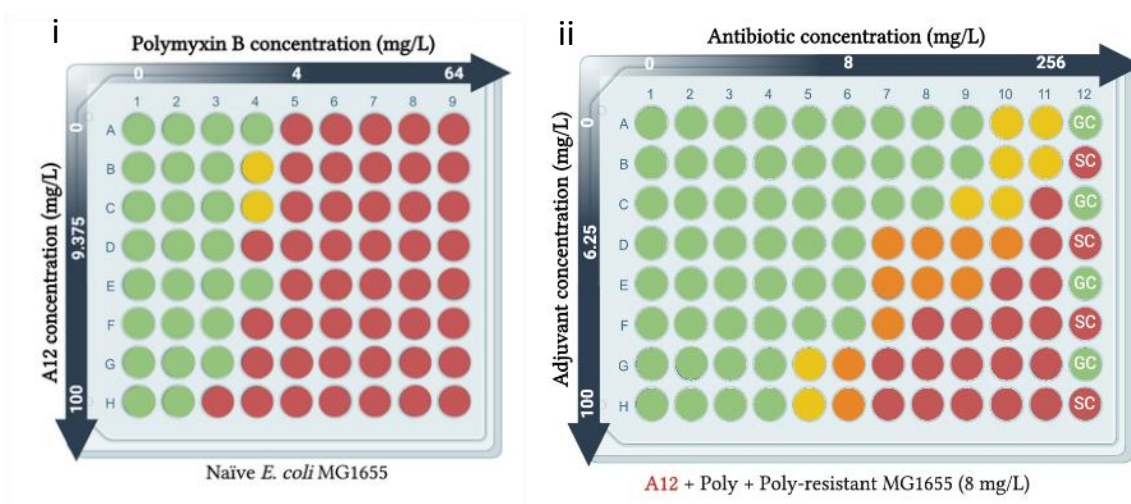 i
Polymyxin B concentration (mg/L)
0 4 64
1 2 3 4 5 6 7 8 9
A12 concentration (mg/L)
0
9.375
100
A
B
C
D
E
F
G
H
Naïve E. coli MG1655
ii
Antibiotic concentration (mg/L)
0 8 256
1 2 3 4 5 6 7 8 9 10 11 12
Adjuvant concentration (mg/L)
0
6.25
100
A GC
B SC
C GC
D SC
E GC
F SC
G GC
H SC
A12 + Poly + Poly-resistant MG1655 (8 mg/L)